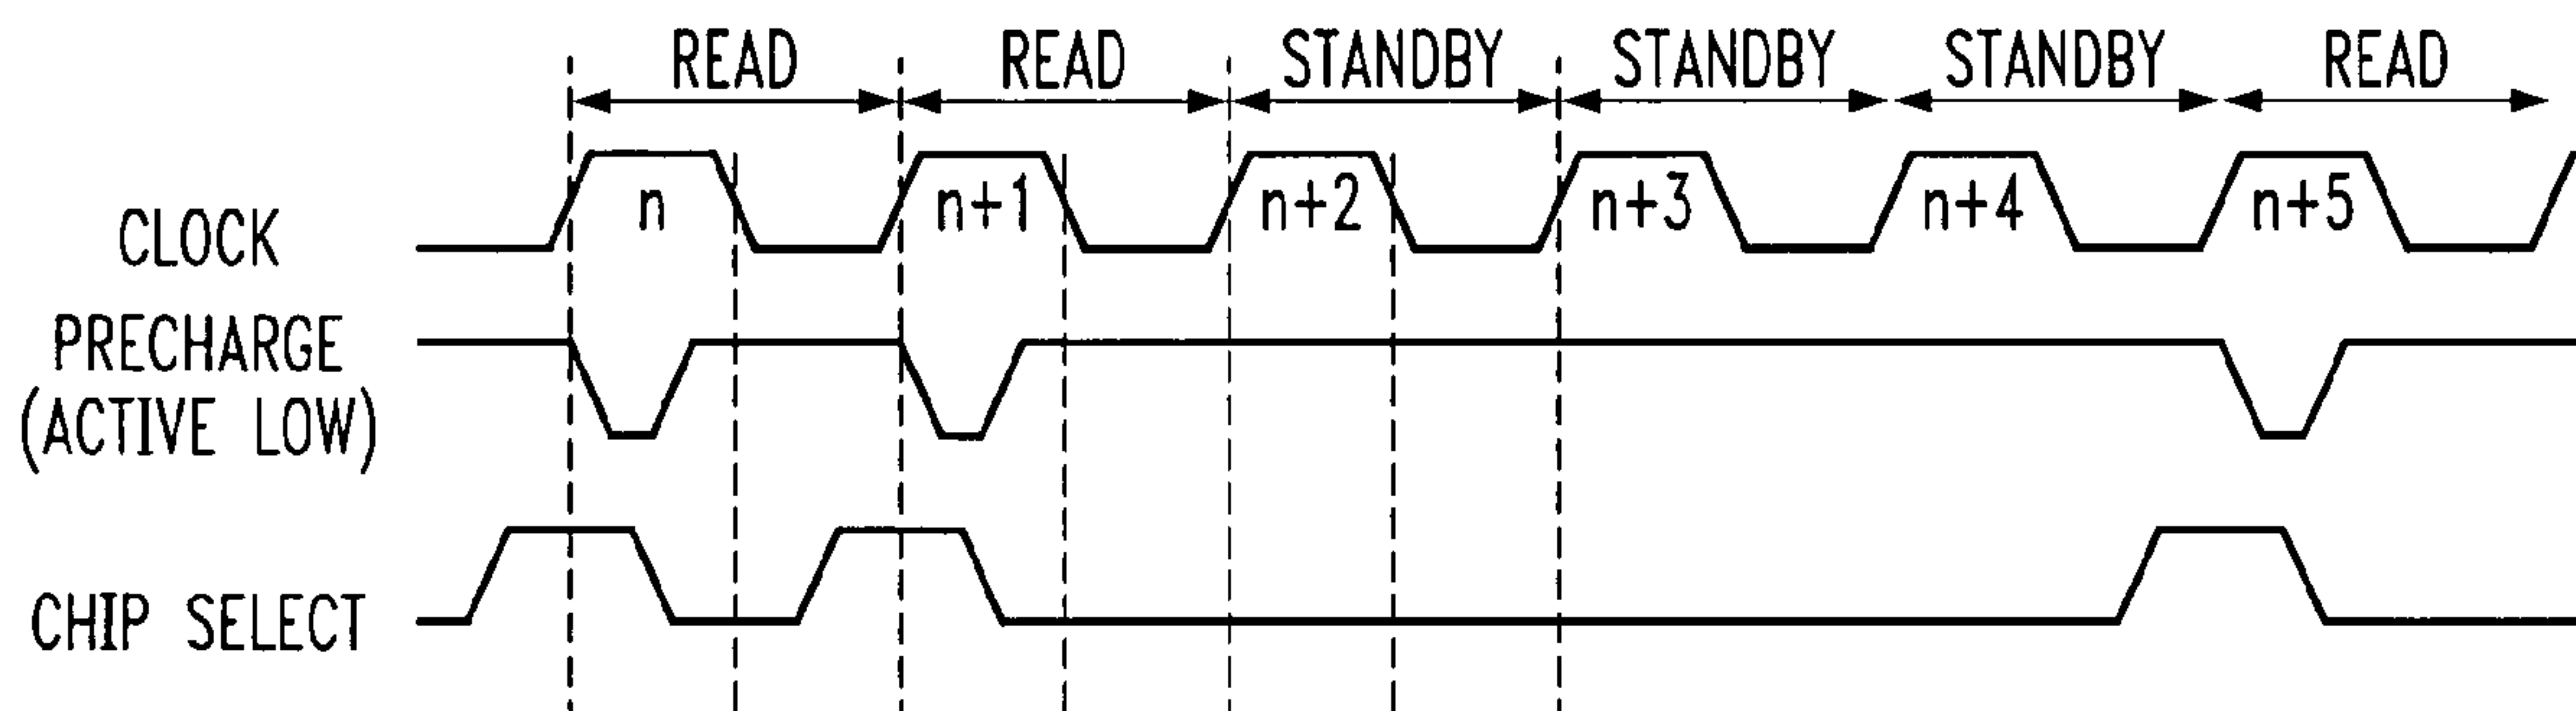 READ READ STANDBY STANDBY STANDBY READ
CLOCK n n+1 n+2 n+3 n+4 n+5
PRECHARGE
(ACTIVE LOW)
CHIP SELECT